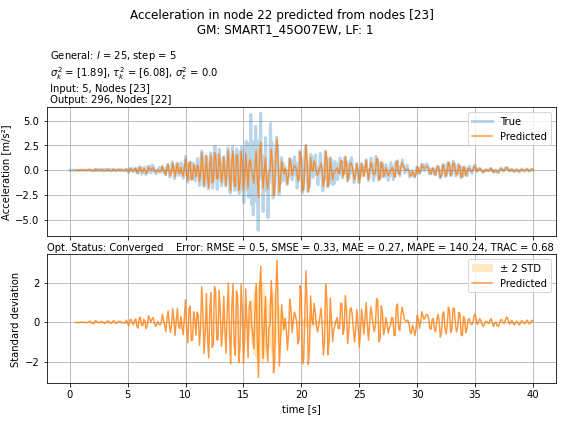 Acceleration in node 22 predicted from nodes [23]
GM: SMART1_45O07EW, LF: 1
General: l = 25, step = 5
σ²ₖ = [1.89], τ²ₖ = [6.08], σ²ε = 0.0
Input: 5, Nodes [23]
Output: 296, Nodes [22]
Acceleration [m/s²]
5.0
2.5
0.0
−2.5
−5.0
True
Predicted
Opt. Status: Converged Error: RMSE = 0.5, SMSE = 0.33, MAE = 0.27, MAPE = 140.24, TRAC = 0.68
Standard deviation
2
0
−2
± 2 STD
Predicted
0 5 10 15 20 25 30 35 40
time [s]